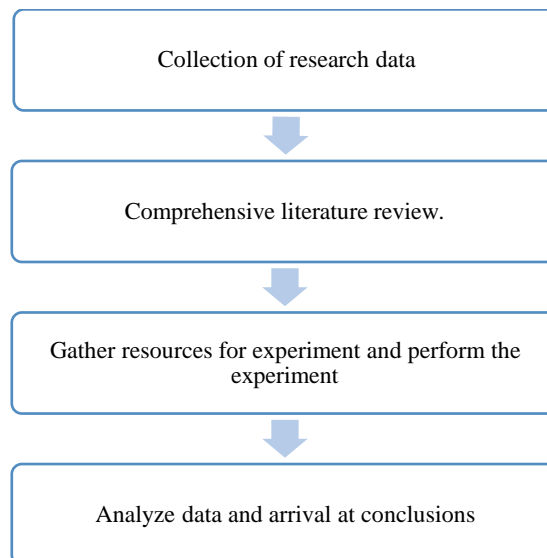 Collection of research data
Comprehensive literature review.
Gather resources for experiment and perform the
experiment
Analyze data and arrival at conclusions